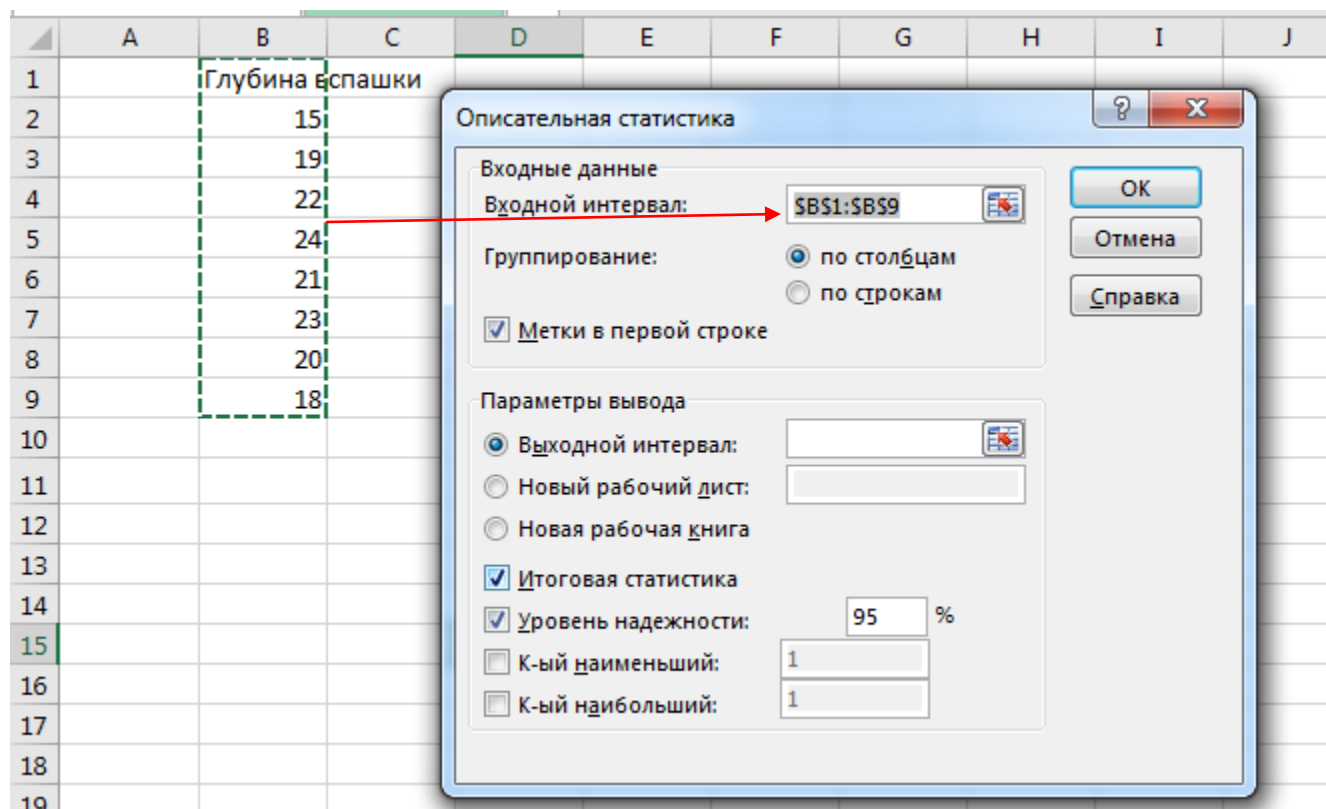 A B C D E F G H I J
1 Глубина вспашки
2 15
3 19
4 22
5 24
6 21
7 23
8 20
9 18
10
11
12
13
14
15
16
17
18
19
Описательная статистика
?
X
Входные данные
Входной интервал: $B$1:$B$9
Группирование: по столбцам
по строкам
Метки в первой строке
OK
Отмена
Справка
Параметры вывода
Выходной интервал:
Новый рабочий лист:
Новая рабочая книга
Итоговая статистика
Уровень надежности: 95 %
К-ый наименьший: 1
К-ый наибольший: 1